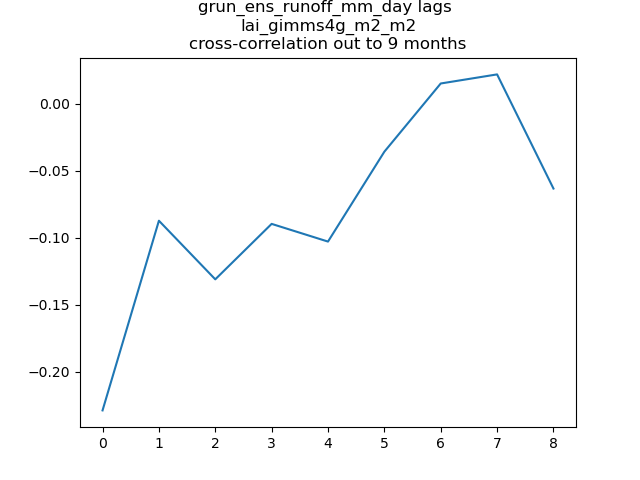 grun_ens_runoff_mm_day lags
lai_gimms4g_m2_m2
cross-correlation out to 9 months
0.00
−0.05
−0.10
−0.15
−0.20
0 1 2 3 4 5 6 7 8